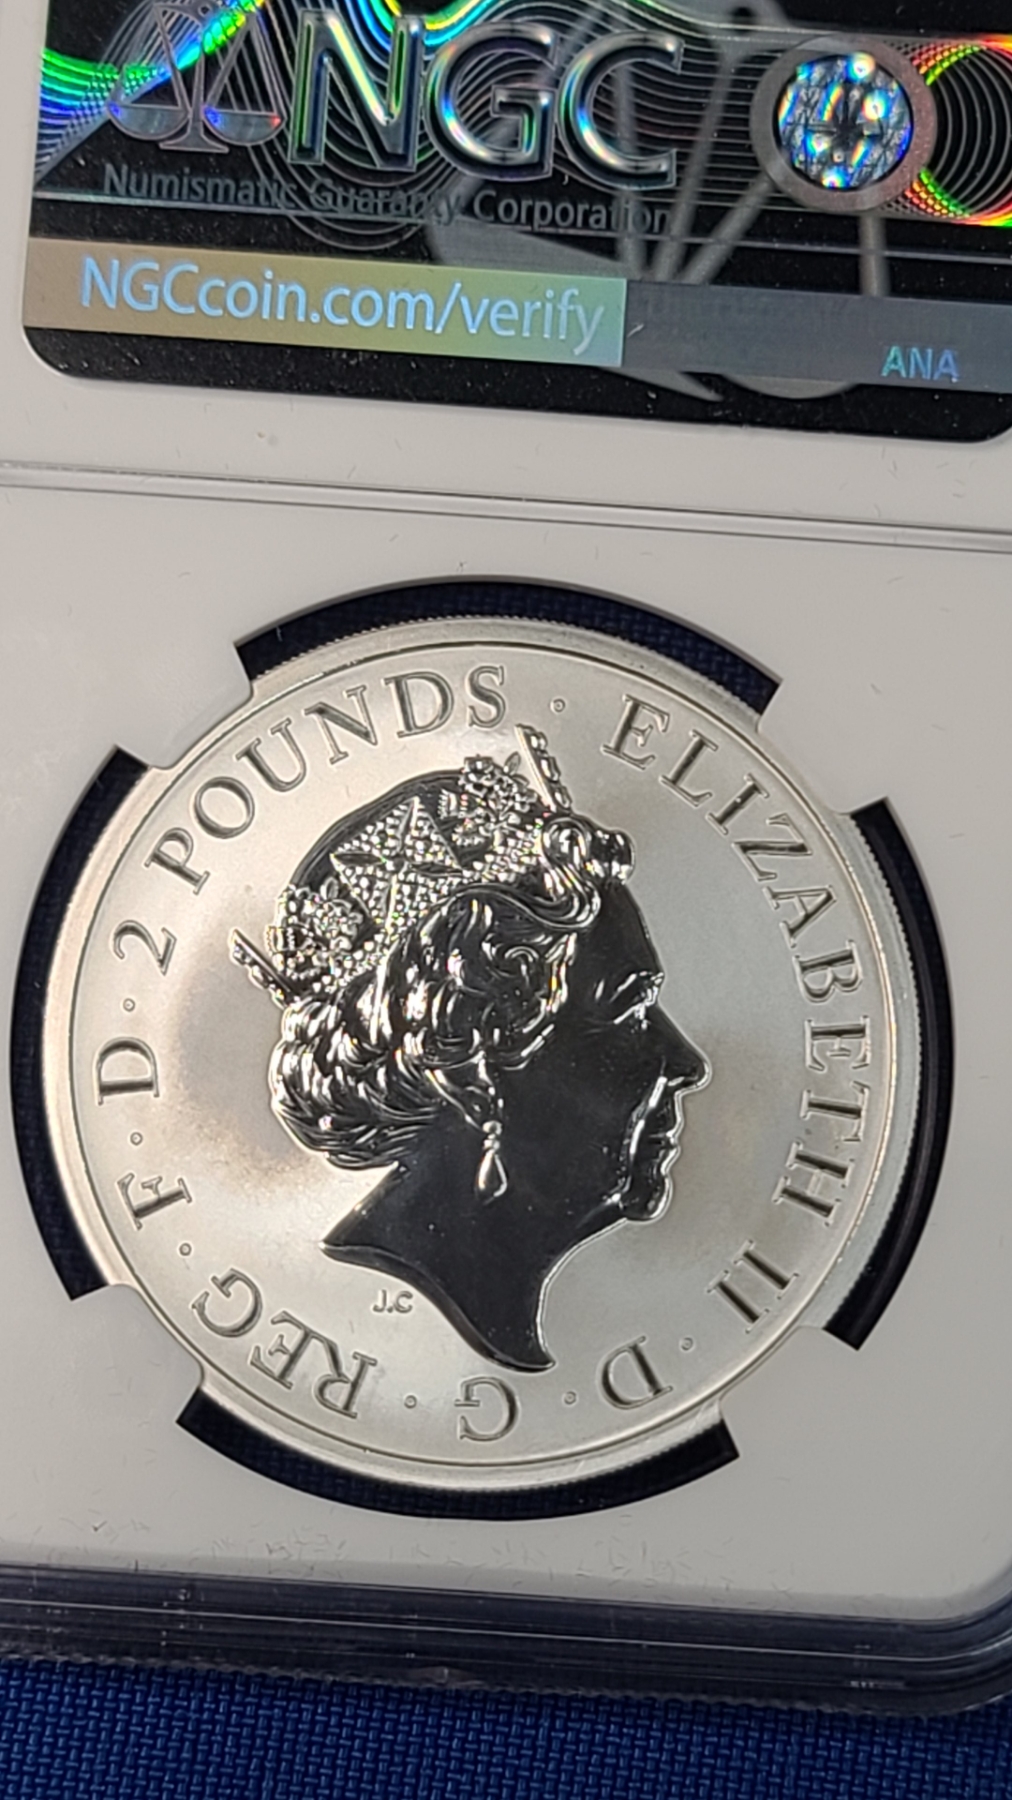 NGC
Numismatic Guaranty Corporation
NGCcoin.com/verify
ANA
ELIZABETH II · D · G · REG · F · D · 2 POUNDS ·
J.C